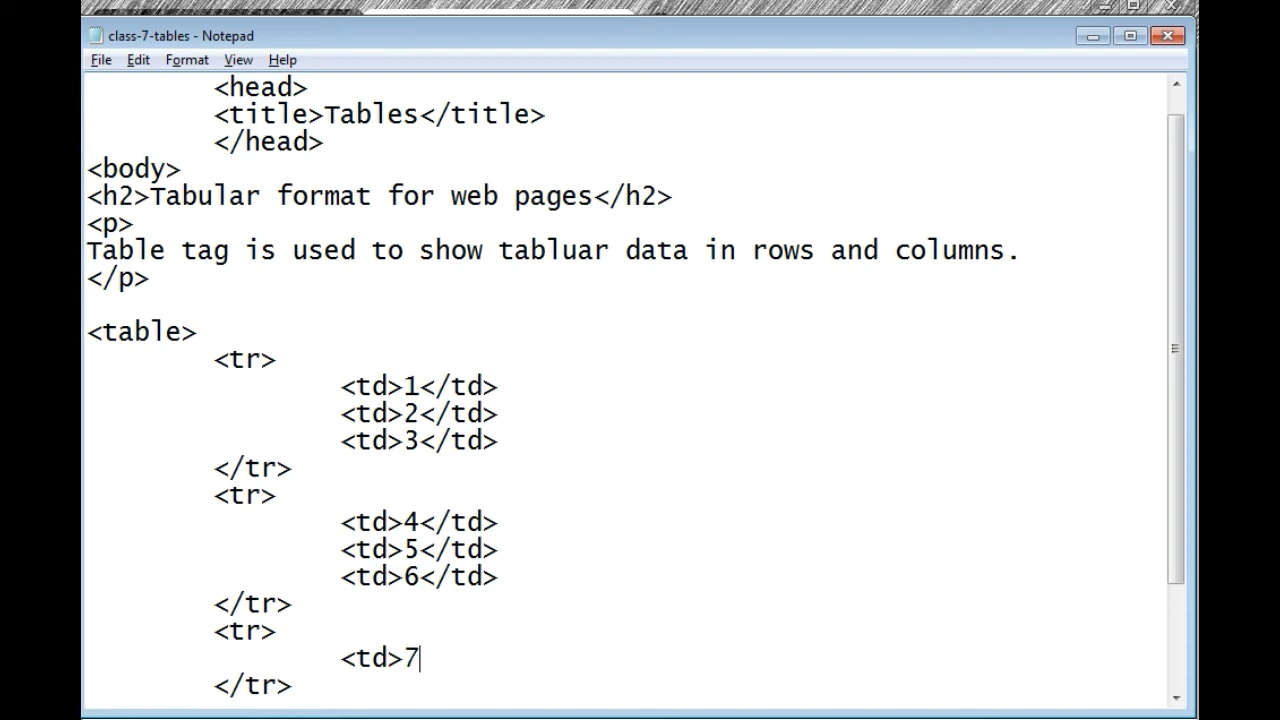 class-7-tables - Notepad
File Edit Format View Help
<head>
<title>Tables</title>
</head>
<body>
<h2>Tabular format for web pages</h2>
<p>
Table tag is used to show tabluar data in rows and columns.
</p>
<table>
<tr>
<td>1</td>
<td>2</td>
<td>3</td>
</tr>
<tr>
<td>4</td>
<td>5</td>
<td>6</td>
</tr>
<tr>
<td>7
</tr>